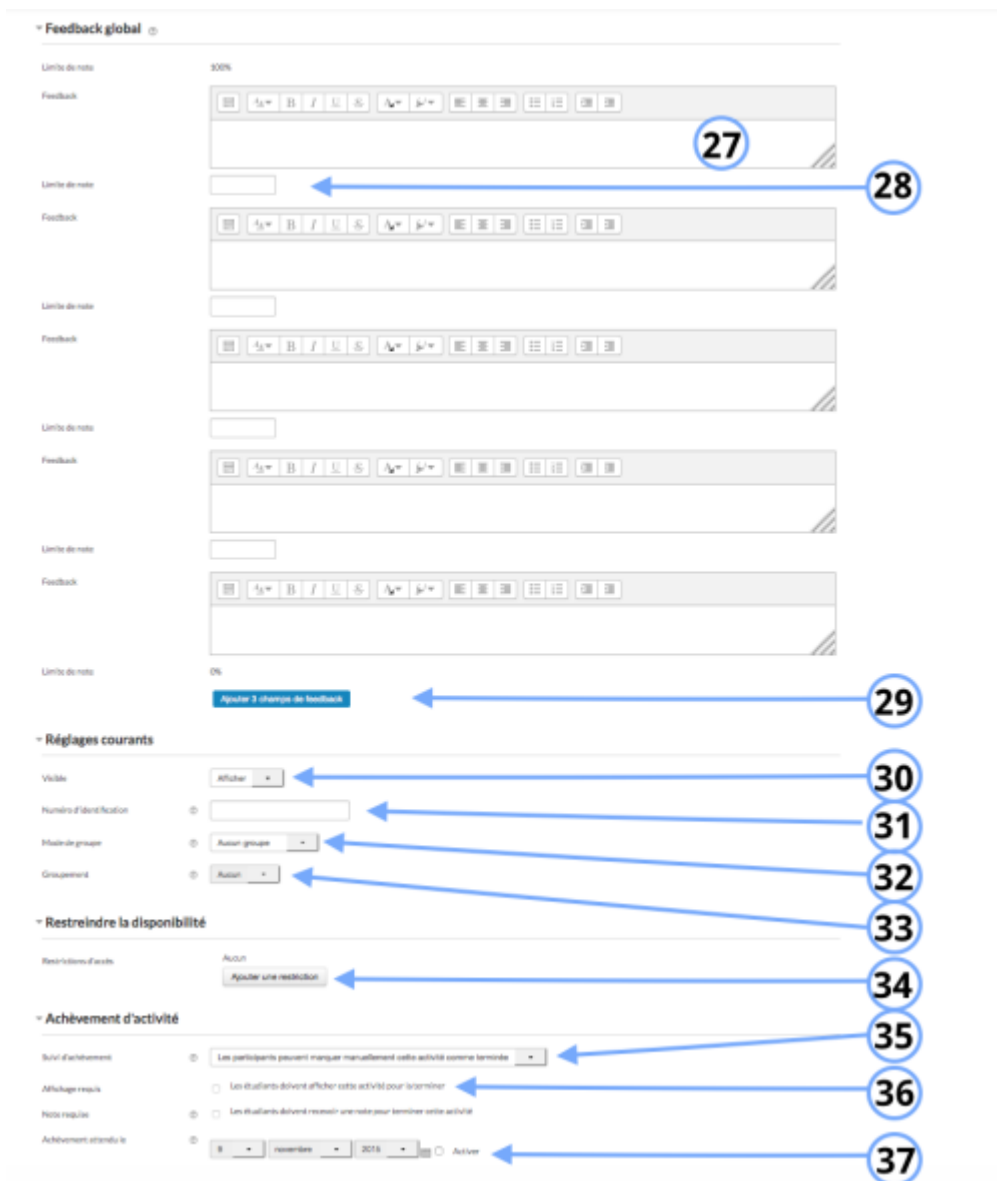 Feedback global
Limite de note 100%
Feedback
27
Limite de note 28
Feedback
Limite de note
Feedback
Limite de note
Feedback
Limite de note
Feedback
Limite de note 0%
Ajouter 3 champs de feedback 29
Réglages courants
Visible Afficher 30
Numéro d'identification 31
Mode de groupe Aucun groupe 32
Groupement Aucun 33
Restreindre la disponibilité
Restrictions d'accès Aucun
Ajouter une restriction 34
Achèvement d'activité
35
Suivi d'achèvement Les participants peuvent marquer manuellement cette activité comme terminée
Affichage requis Les étudiants doivent afficher cette activité pour la terminer 36
Note requise Les étudiants doivent recevoir une note pour terminer cette activité
Achèvement attendu le novembre 2016 Activer 37